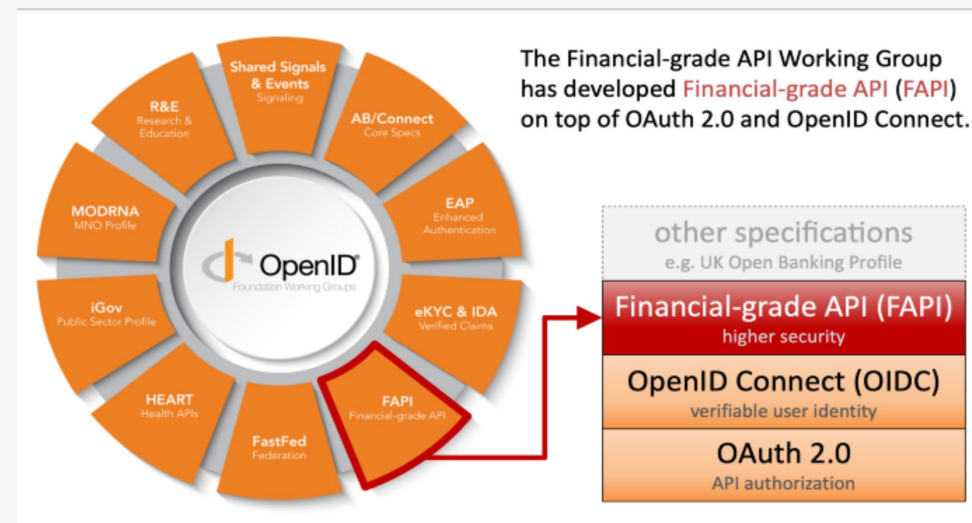 The Financial-grade API Working Group
has developed Financial-grade API (FAPI)
on top of OAuth 2.0 and OpenID Connect.
Shared Signals
& Events
Signaling
AB/Connect
Core Specs
EAP
Enhanced
Authentication
eKYC & IDA
Verified Claims
FAPI
Financial-grade API
FastFed
Federation
HEART
Health APIs
iGov
Public Sector Profile
MODRNA
MNO Profile
R&E
Research &
Education
OpenID®
Foundation Working Groups
other specifications
e.g. UK Open Banking Profile
Financial-grade API (FAPI)
higher security
OpenID Connect (OIDC)
verifiable user identity
OAuth 2.0
API authorization